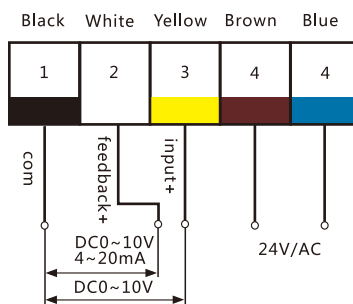 Black White Yellow Brown Blue
1 2 3 4 4
com
feedback+
input+
DC0~10V
4~20mA
24V/AC
DC0~10V